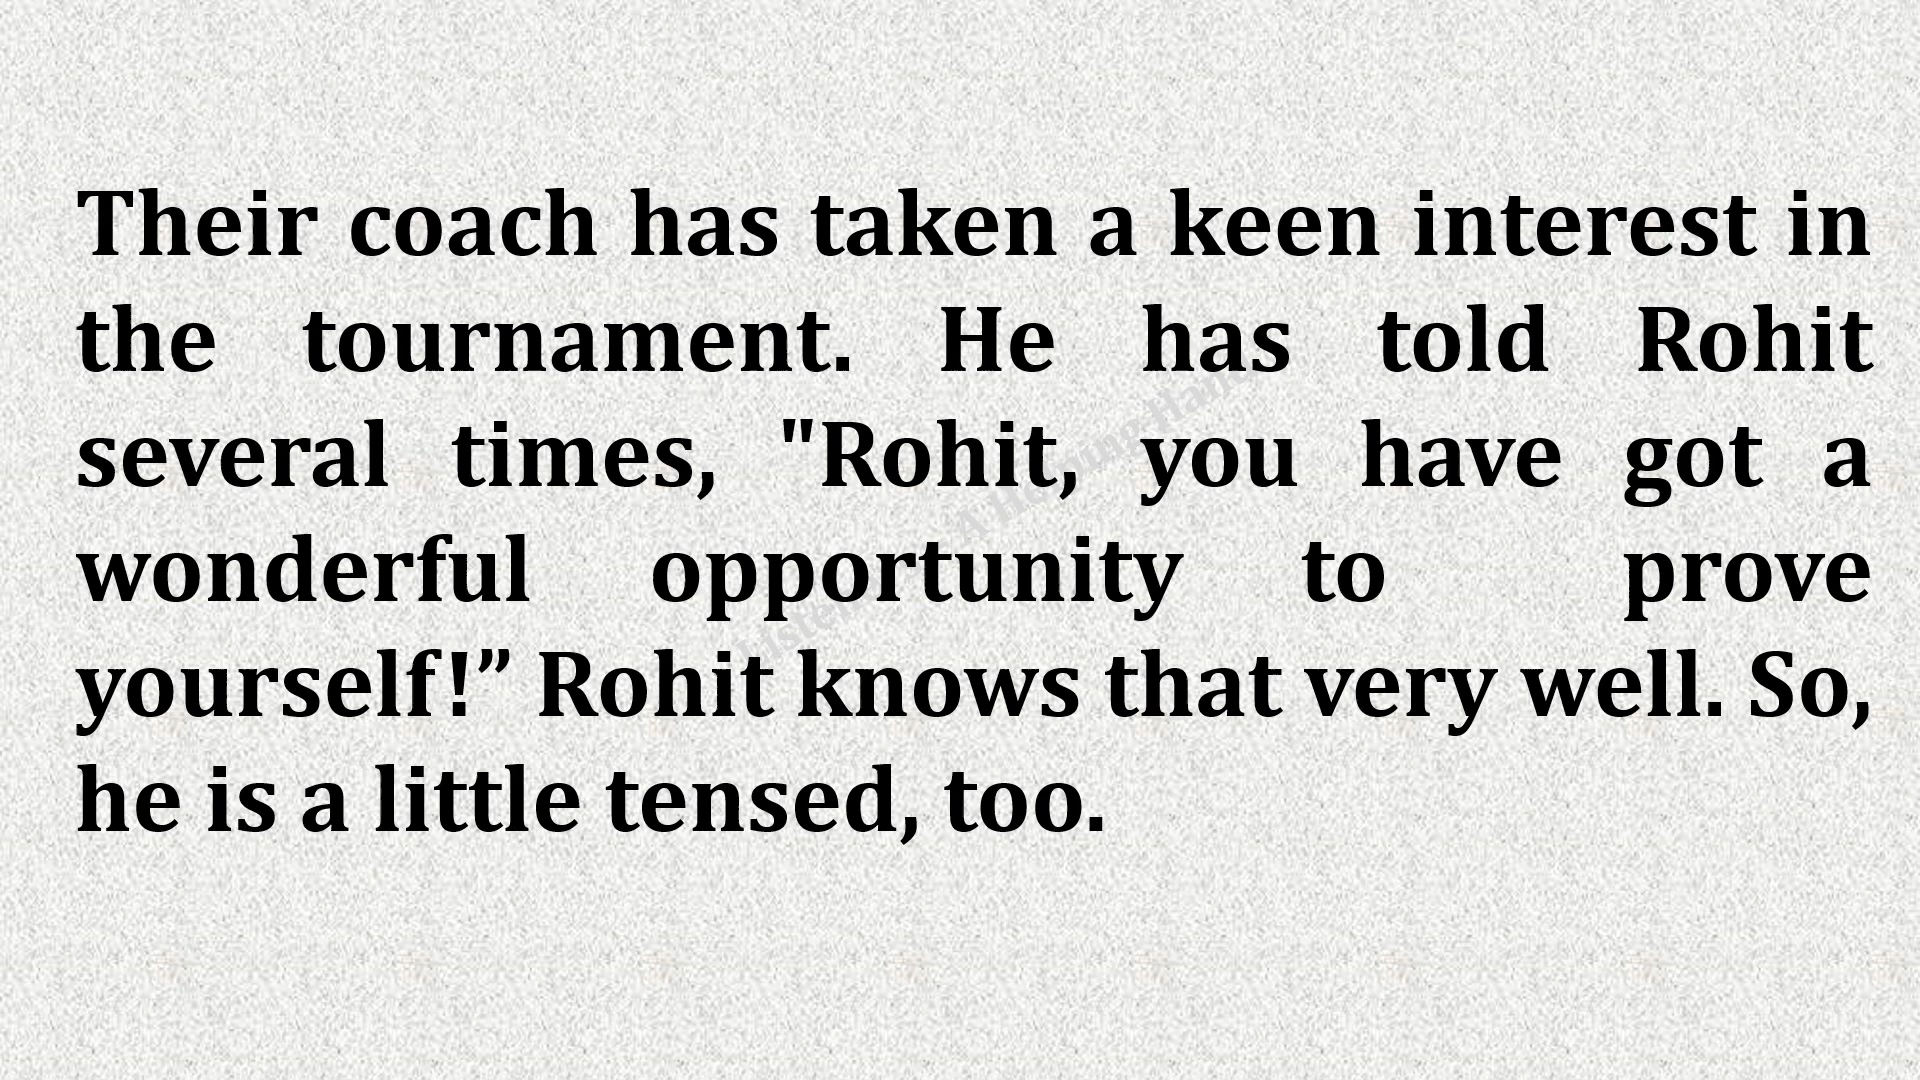 Their coach has taken a keen interest in
the tournament. He has told Rohit
several times, "Rohit, you have got a
wonderful opportunity to prove
yourself!” Rohit knows that very well. So,
he is a little tensed, too.